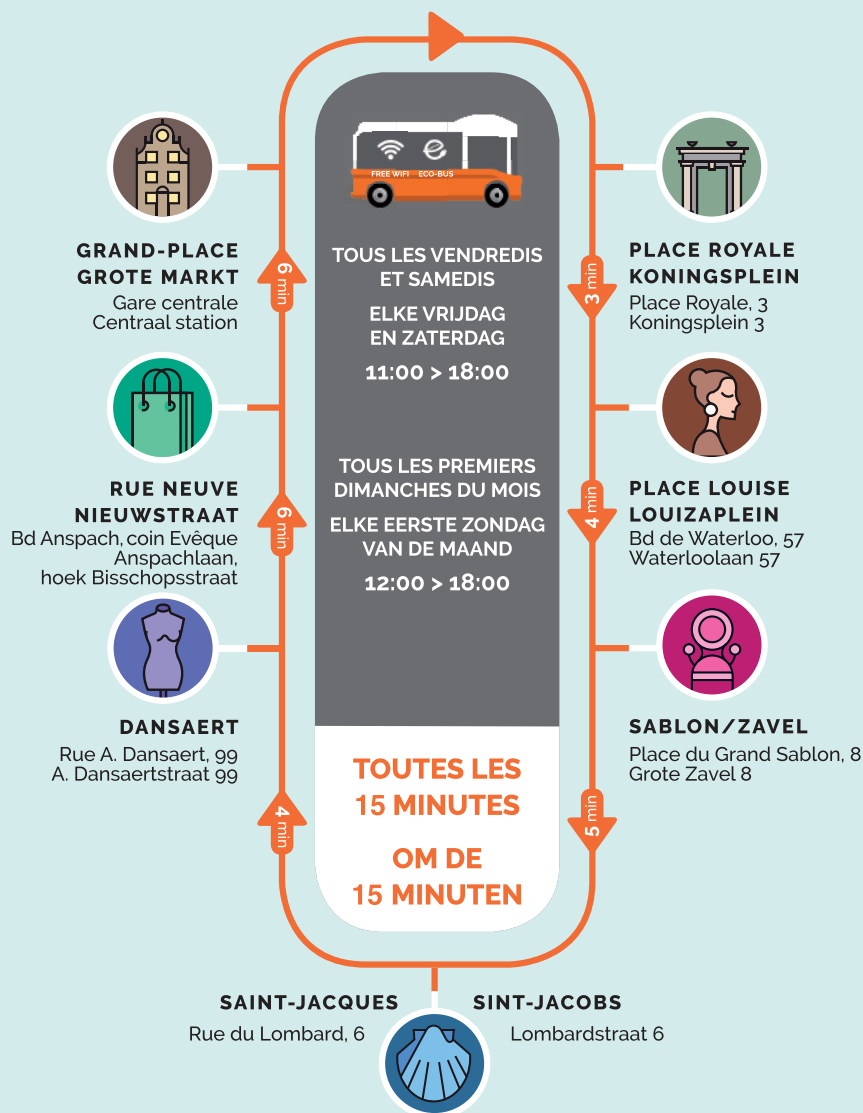 FREE WIFI ECO-BUS
TOUS LES VENDREDIS
ET SAMEDIS
ELKE VRIJDAG
EN ZATERDAG
11:00 > 18:00
TOUS LES PREMIERS
DIMANCHES DU MOIS
ELKE EERSTE ZONDAG
VAN DE MAAND
12:00 > 18:00
TOUTES LES
15 MINUTES
OM DE
15 MINUTEN
GRAND-PLACE
GROTE MARKT
Gare centrale
Centraal station
6 min
RUE NEUVE
NIEUWSTRAAT
Bd Anspach, coin Evêque
Anspachlaan,
hoek Bisschopsstraat
6 min
DANSAERT
Rue A. Dansaert, 99
A. Dansaertstraat 99
4 min
PLACE ROYALE
KONINGSPLEIN
Place Royale, 3
Koningsplein 3
3 min
PLACE LOUISE
LOUIZAPLEIN
Bd de Waterloo, 57
Waterloolaan 57
4 min
SABLON/ZAVEL
Place du Grand Sablon, 8
Grote Zavel 8
5 min
SAINT-JACQUES
Rue du Lombard, 6
SINT-JACOBS
Lombardstraat 6